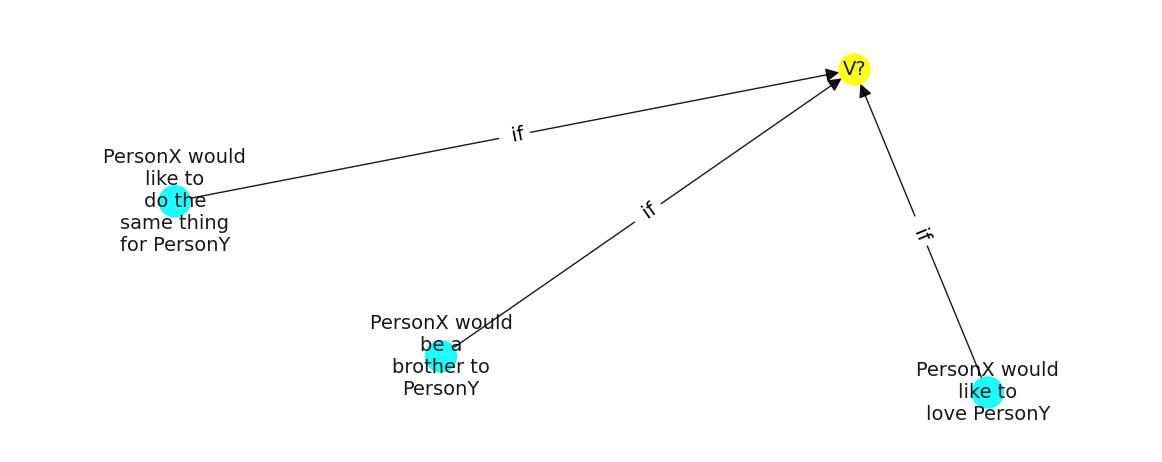 V?
if
PersonX would
like to
do the
same thing
for PersonY
if
if
PersonX would
be a
brother to
PersonY
PersonX would
like to
love PersonY